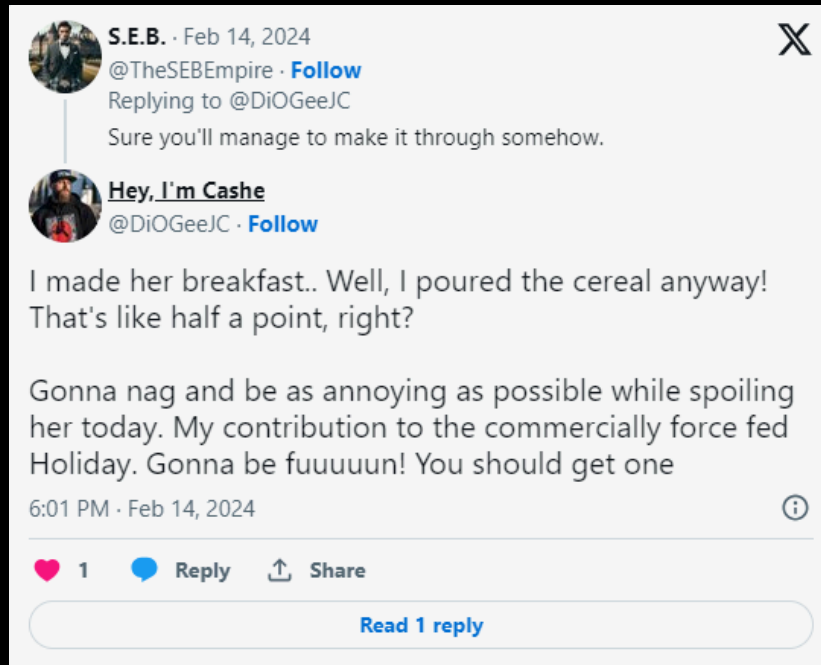 S.E.B. · Feb 14, 2024
@TheSEBEmpire · Follow
Replying to @DiOGeeJC
Sure you'll manage to make it through somehow.
Hey, I'm Cashe
@DiOGeeJC · Follow
I made her breakfast.. Well, I poured the cereal anyway!
That's like half a point, right?
Gonna nag and be as annoying as possible while spoiling
her today. My contribution to the commercially force fed
Holiday. Gonna be fuuuuun! You should get one
6:01 PM · Feb 14, 2024
1 Reply Share
Read 1 reply